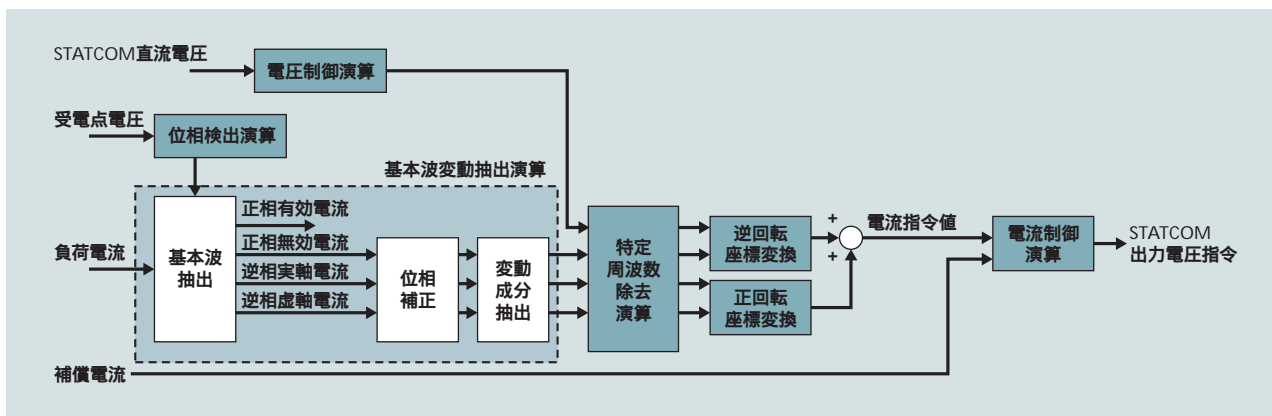 STATCOM直流電圧
電圧制御演算
受電点電圧
位相検出演算
基本波変動抽出演算
負荷電流
基本波
抽出
正相有効電流
正相無効電流
逆相実軸電流
逆相虚軸電流
位相
補正
変動
成分
抽出
特定
周波数
除去
演算
逆回転
座標変換
正回転
座標変換
+
+
電流指令値
電流制御
演算
STATCOM
出力電圧指令
補償電流